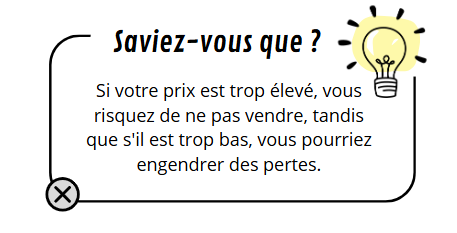 Saviez-vous que ?
Si votre prix est trop élevé, vous
risquez de ne pas vendre, tandis
que s'il est trop bas, vous pourriez
engendrer des pertes.